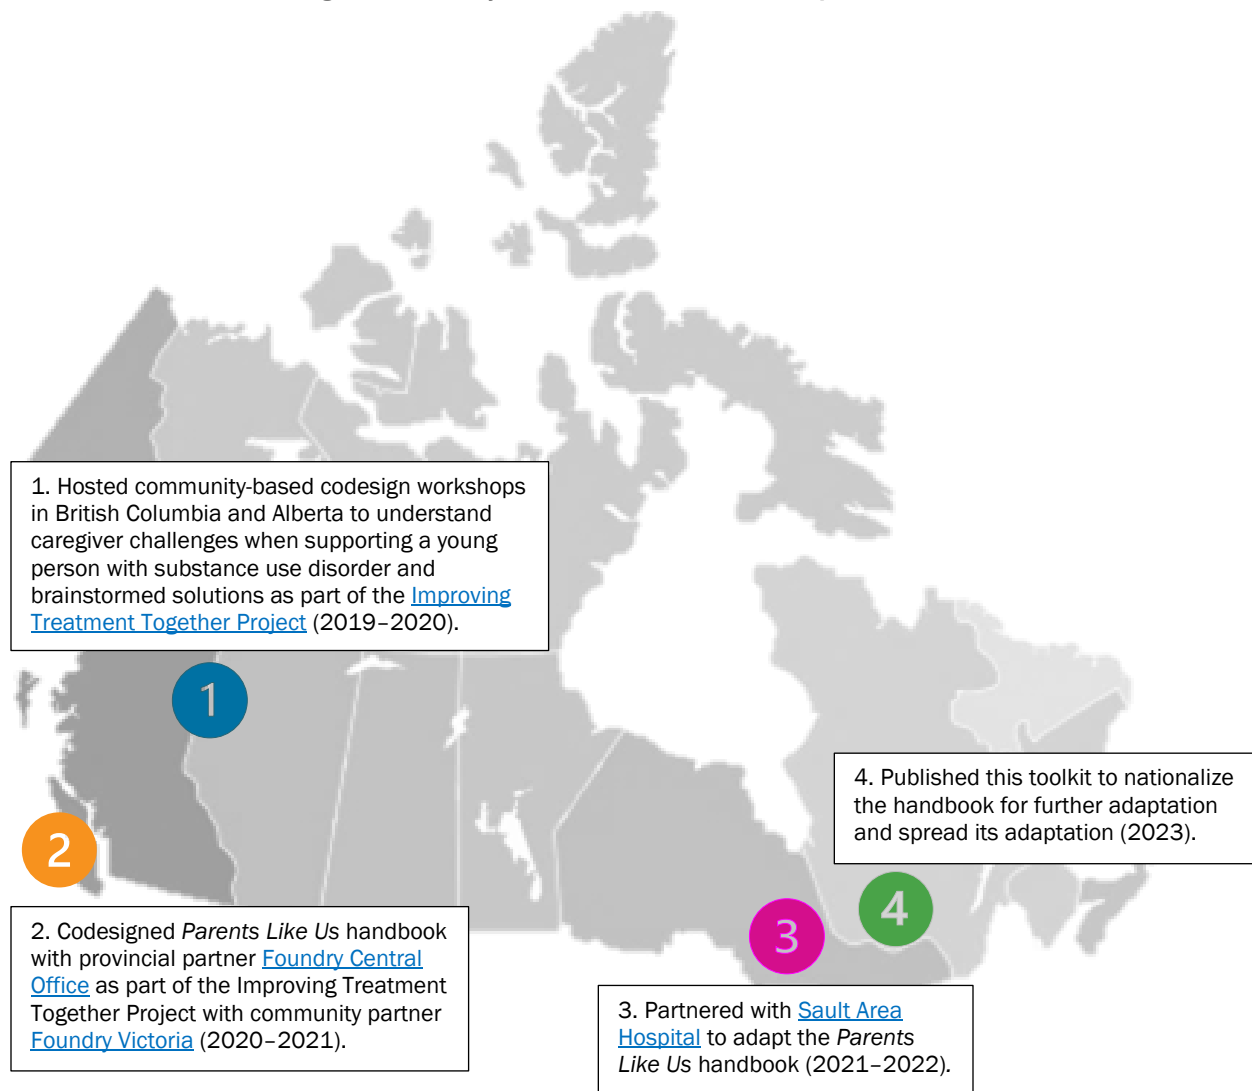 1. Hosted community-based codesign workshops
in British Columbia and Alberta to understand
caregiver challenges when supporting a young
person with substance use disorder and
brainstormed solutions as part of the Improving
Treatment Together Project (2019–2020).
1
2
2. Codesigned Parents Like Us handbook
with provincial partner Foundry Central
Office as part of the Improving Treatment
Together Project with community partner
Foundry Victoria (2020–2021).
3
3. Partnered with Sault Area
Hospital to adapt the Parents
Like Us handbook (2021–2022).
4. Published this toolkit to nationalize
the handbook for further adaptation
and spread its adaptation (2023).
4